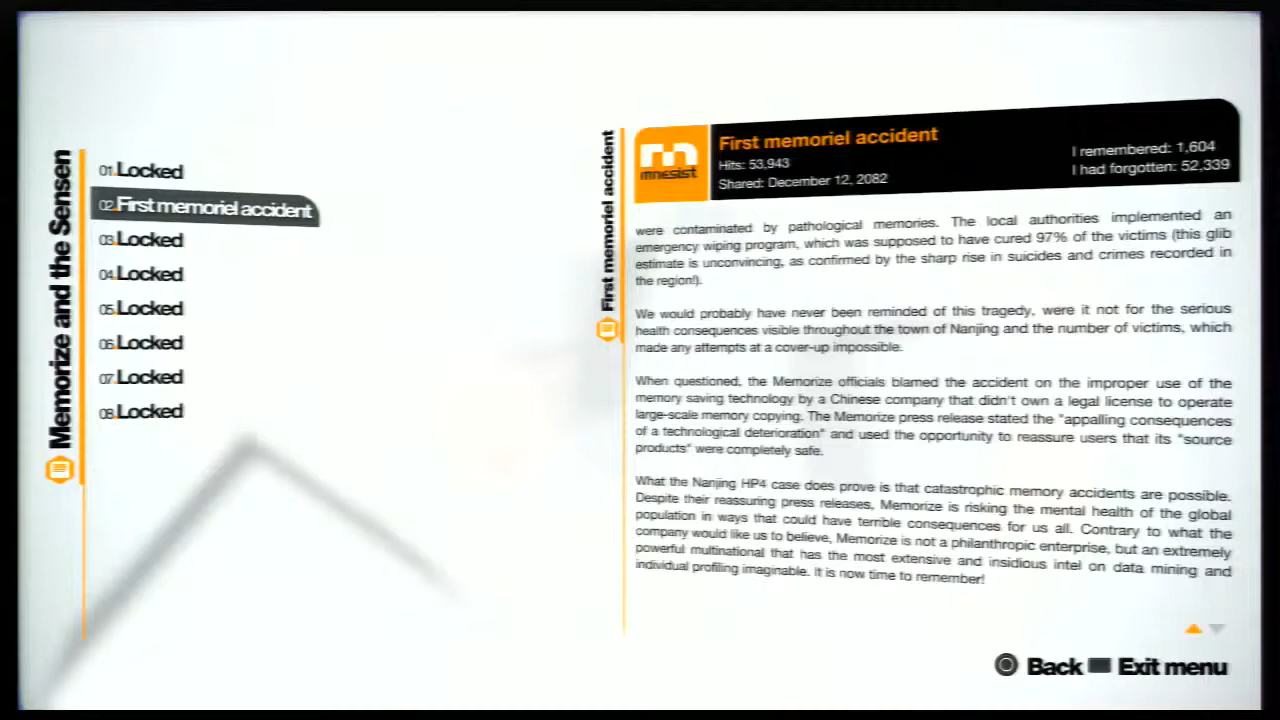 Memorize and the Sensen
01.Locked
02.First memoriel accident
03.Locked
04.Locked
05.Locked
06.Locked
07.Locked
08.Locked
First memoriel accident
mnesist
First memoriel accident
Hits: 53,943
Shared: December 12, 2082
I remembered: 1,604
I had forgotten: 52,339
were contaminated by pathological memories. The local authorities implemented an
emergency wiping program, which was supposed to have cured 97% of the victims (this glib
estimate is unconvincing, as confirmed by the sharp rise in suicides and crimes recorded in
the region!).
We would probably have never been reminded of this tragedy, were it not for the serious
health consequences visible throughout the town of Nanjing and the number of victims, which
made any attempts at a cover-up impossible.
When questioned, the Memorize officials blamed the accident on the improper use of the
memory saving technology by a Chinese company that didn't own a legal license to operate
large-scale memory copying. The Memorize press release stated the "appalling consequences
of a technological deterioration" and used the opportunity to reassure users that its "source
products" were completely safe.
What the Nanjing HP4 case does prove is that catastrophic memory accidents are possible.
Despite their reassuring press releases, Memorize is risking the mental health of the global
population in ways that could have terrible consequences for us all. Contrary to what the
company would like us to believe, Memorize is not a philanthropic enterprise, but an extremely
powerful multinational that has the most extensive and insidious intel on data mining and
individual profiling imaginable. It is now time to remember!
Back Exit menu